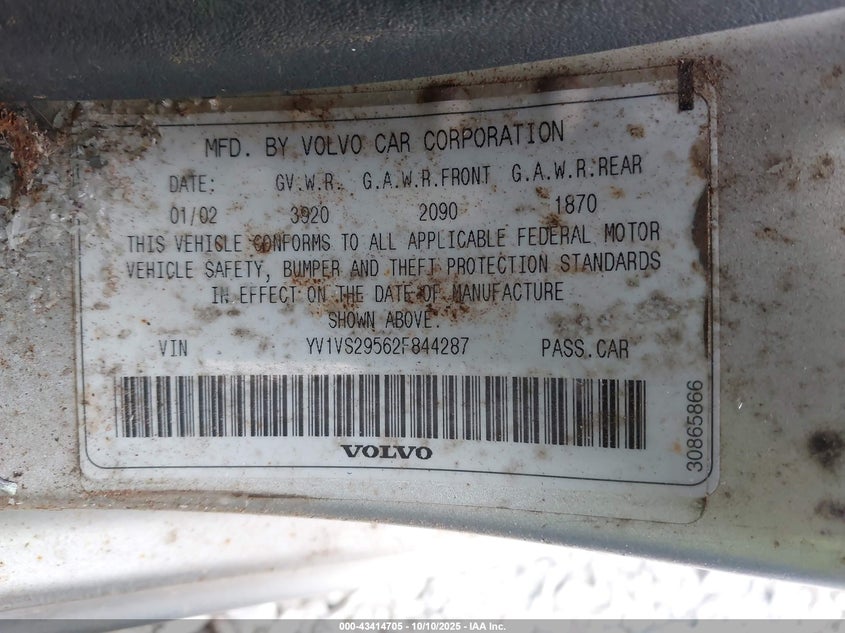 MFD. BY VOLVO CAR CORPORATION
DATE: GV.W.R. G.A.W.R.FRONT G.A.W.R.REAR
01/02 3920 2090 1870
THIS VEHICLE CONFORMS TO ALL APPLICABLE FEDERAL MOTOR
VEHICLE SAFETY, BUMPER AND THEFT PROTECTION STANDARDS
IN EFFECT ON THE DATE OF MANUFACTURE
SHOWN ABOVE.
VIN YV1VS29562F844287 PASS.CAR
VOLVO
30865866
000-43414705 - 10/10/2025 - IAA Inc.